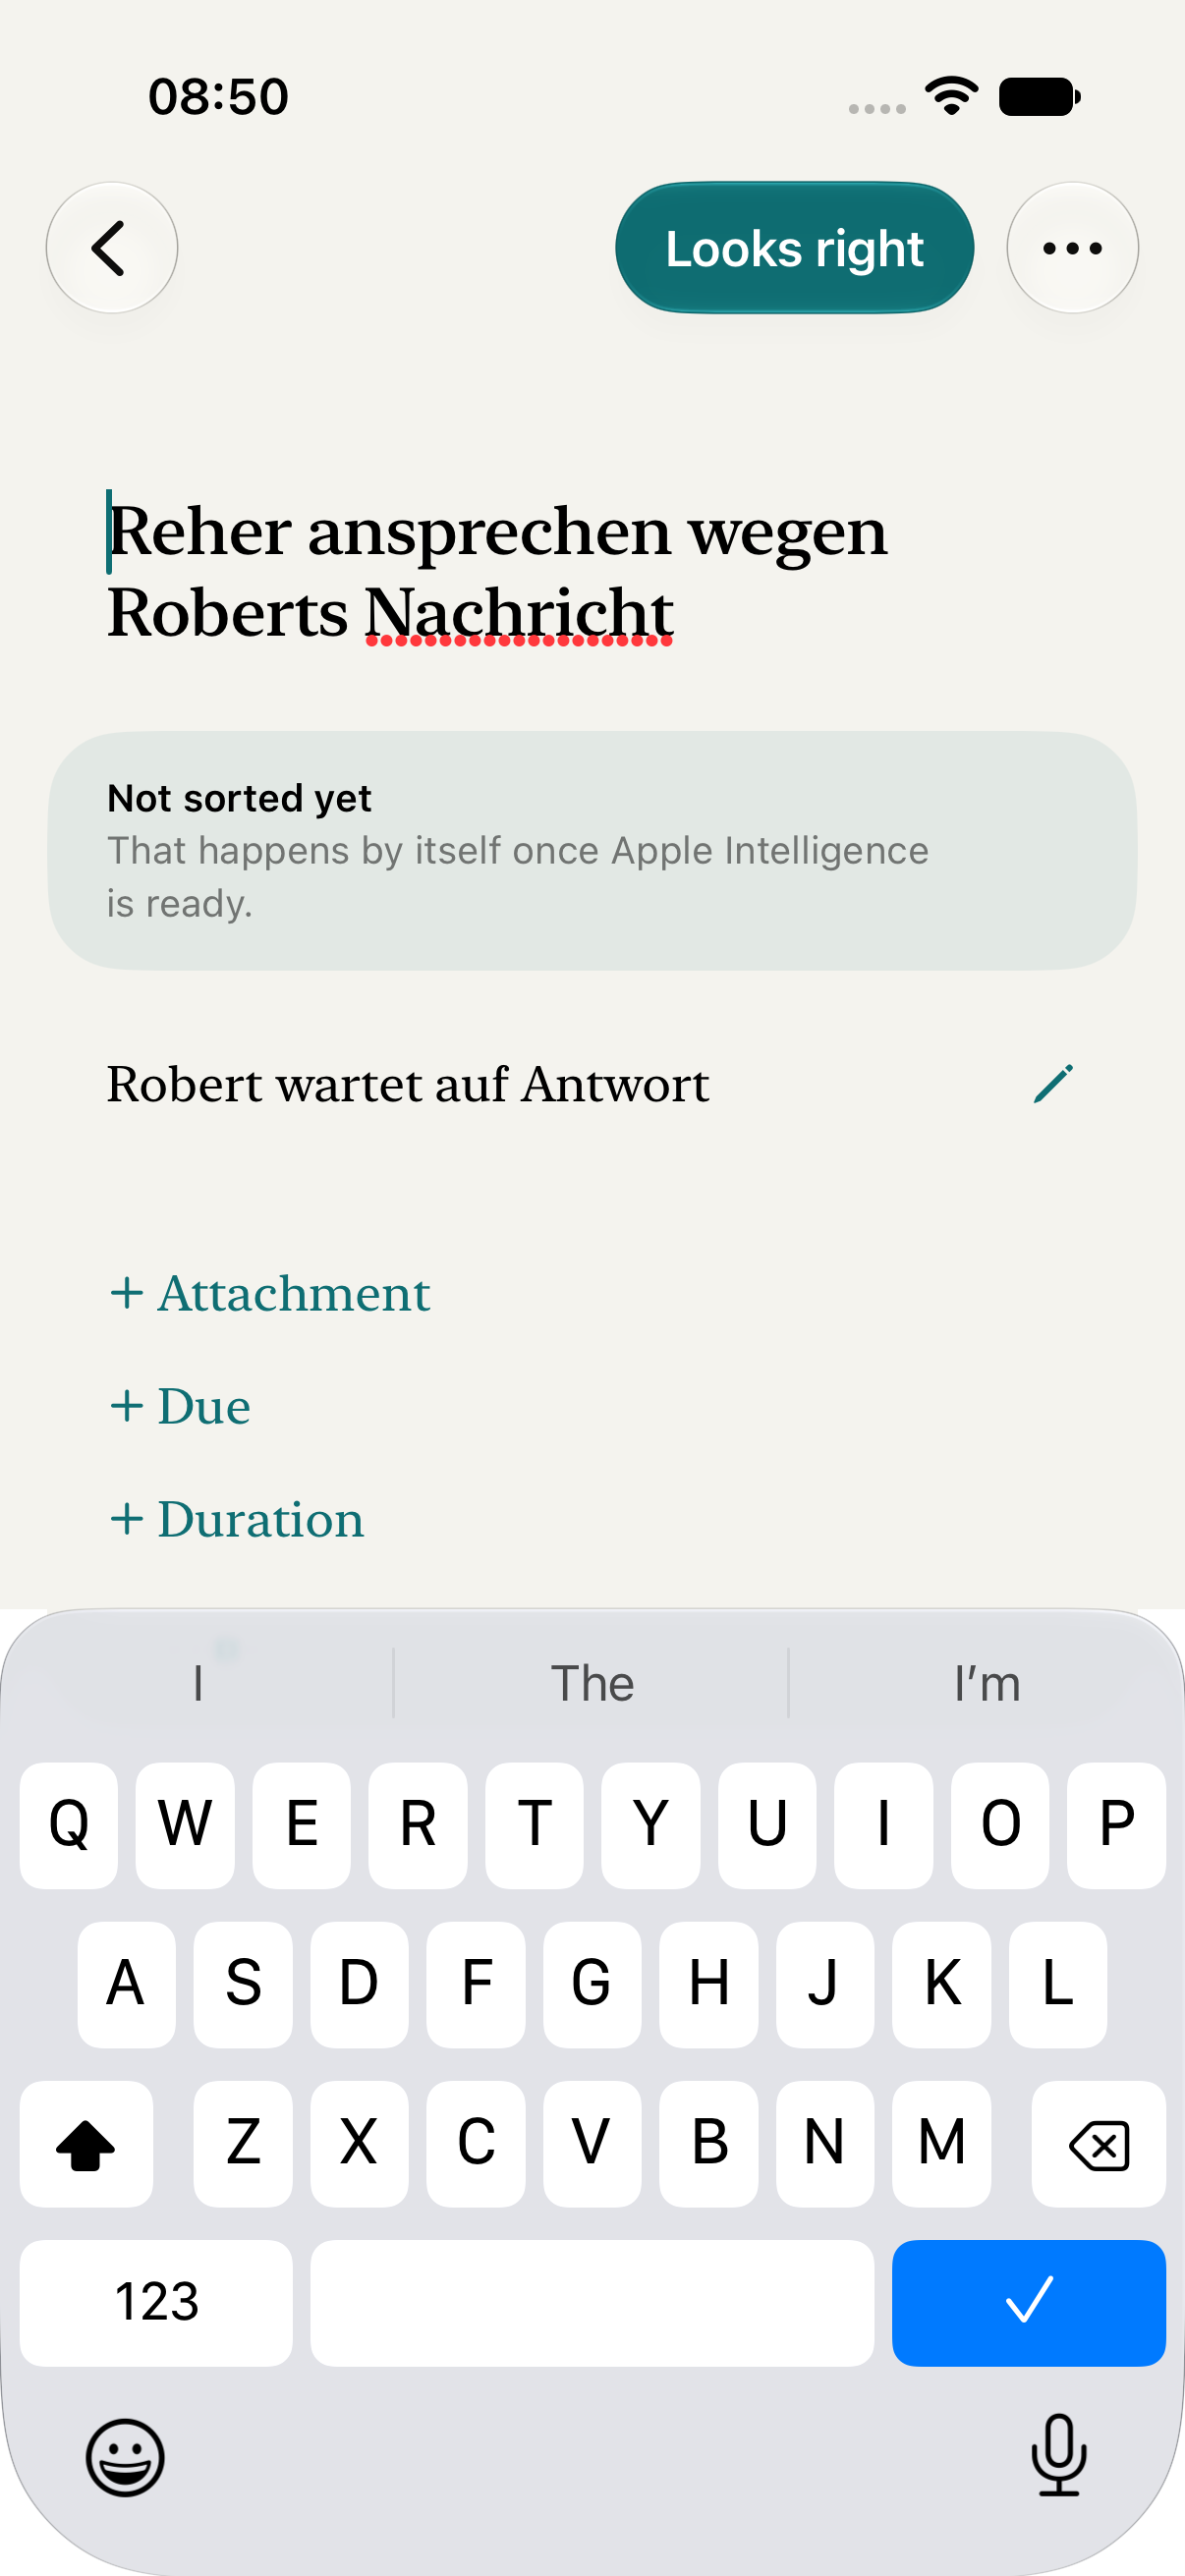 08:50
Looks right
Reher ansprechen wegen
Roberts Nachricht
Not sorted yet
That happens by itself once Apple Intelligence
is ready.
Robert wartet auf Antwort
+ Attachment
+ Due
+ Duration
I The I’m
Q W E R T Y U I O P
A S D F G H J K L
Z X C V B N M
123